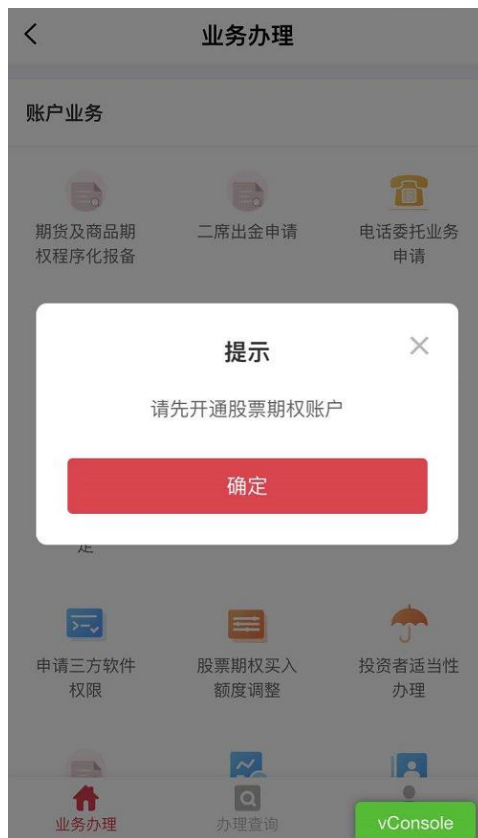 业务办理
账户业务
期货及商品期
权程序化报备
二席出金申请
电话委托业务
申请
提示
请先开通股票期权账户
确定
定
申请三方软件
权限
股票期权买入
额度调整
投资者适当性
办理
业务办理
办理查询
vConsole